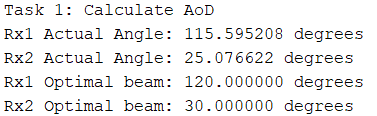 Task 1: Calculate AoD
Rx1 Actual Angle: 115.595208 degrees
Rx2 Actual Angle: 25.076622 degrees
Rx1 Optimal beam: 120.000000 degrees
Rx2 Optimal beam: 30.000000 degrees